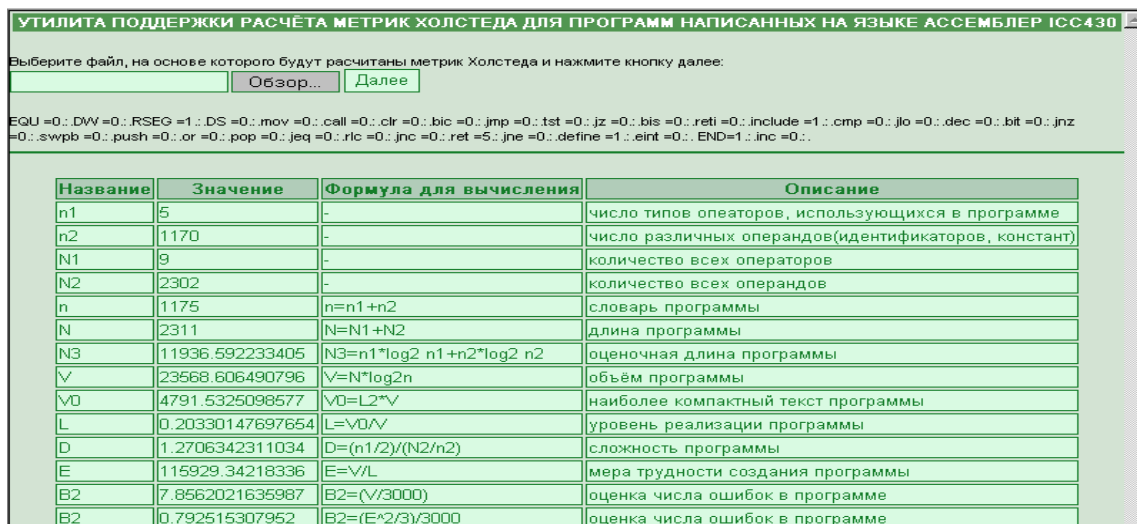 УТИЛИТА ПОДДЕРЖКИ РАСЧЁТА МЕТРИК ХОЛСТЕДА ДЛЯ ПРОГРАММ НАПИСАННЫХ НА ЯЗЫКЕ АССЕМБЛЕР ICC430
Выберите файл, на основе которого будут расчитаны метрик Холстеда и нажмите кнопку далее:
Обзор... Далее
EQU =0.:.DW =0.:.RSEG =1.:.DS =0.:.mov =0.:.call =0.:.clr =0.:.bic =0.:.jmp =0.:.tst =0.:.jz =0.:.bis =0.:.reti =0.:.include =1.:.cmp =0.:.jlo =0.:.dec =0.:.bit =0.:.jnz
=0.:.swpb =0.:.push =0.:.or =0.:.pop =0.:.jeq =0.:.rlc =0.:.jnc =0.:.ret =5.:.jne =0.:.define =1.:.eint =0.:. END=1.:.inc =0.:.
Название Значение Формула для вычисления Описание
n1 5 - число типов опеаторов, использующихся в программе
n2 1170 - число различных операндов(идентификаторов, констант)
N1 9 - количество всех операторов
N2 2302 - количество всех операндов
n 1175 n=n1+n2 словарь программы
N 2311 N=N1+N2 длина программы
N3 11936.592233405 N3=n1*log2 n1+n2*log2 n2 оценочная длина программы
V 23568.606490796 V=N*log2n объём программы
V0 4791.5325098577 V0=L2*V наиболее компактный текст программы
L 0.20330147697654 L=V0/V уровень реализации программы
D 1.2706342311034 D=(n1/2)/(N2/n2) сложность программы
E 115929.34218336 E=V/L мера трудности создания программы
B2 7.8562021635987 B2=(V/3000) оценка числа ошибок в программе
B2 0.792515307952 B2=(E^2/3)/3000 оценка числа ошибок в программе